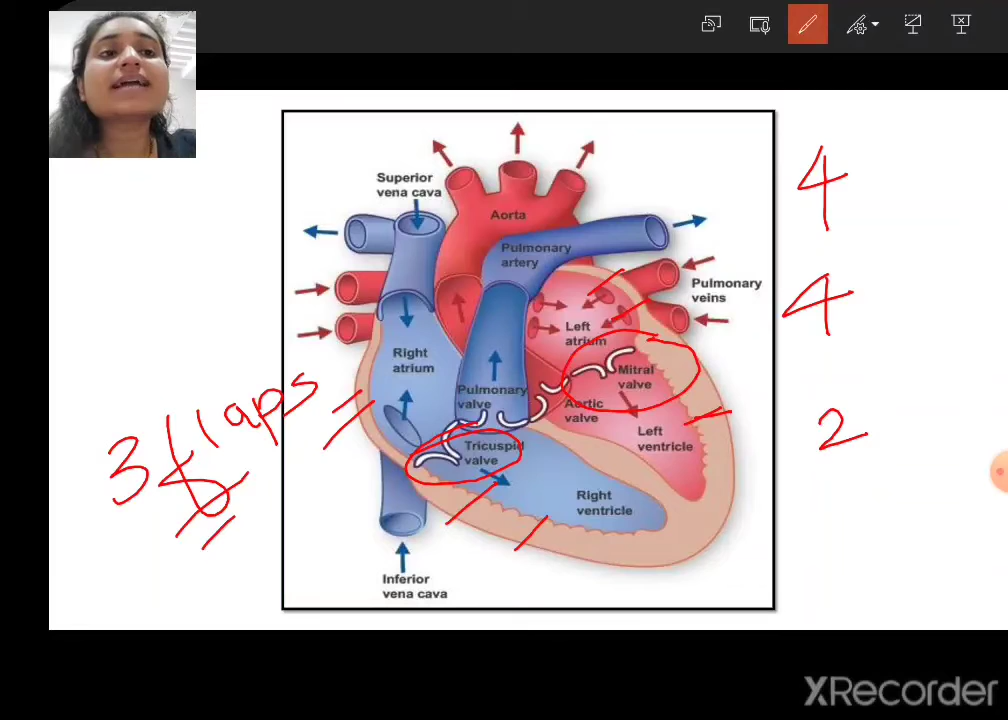 Superior
vena cava
Aorta
Pulmonary
artery
Pulmonary
veins
Left
atrium
Right
atrium
Mitral
valve
Pulmonary
valve
Aortic
valve
Left
ventricle
Tricuspid
valve
Right
ventricle
Inferior
vena cava
3 flaps
4
4
2
XRecorder